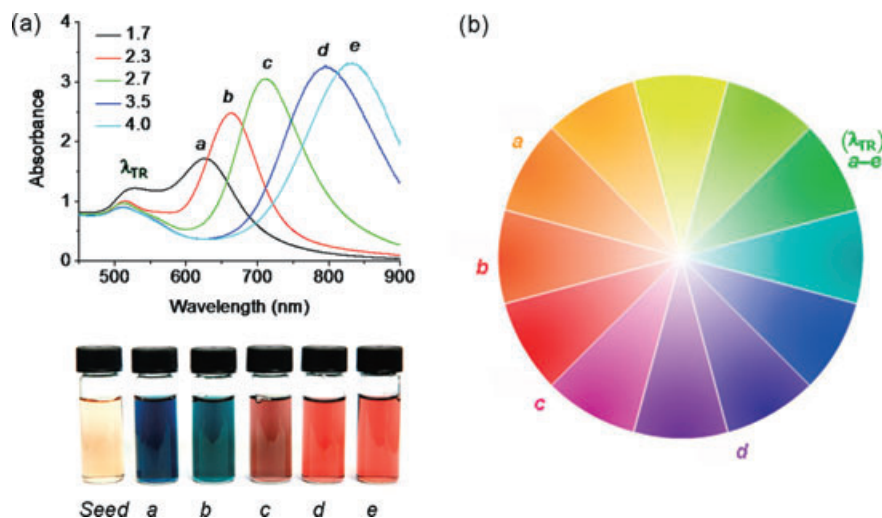 (a)
1.7
2.3
2.7
3.5
4.0
λTR
a
b
c
d
e
4
3
2
1
0
Absorbance
500 600 700 800 900
Wavelength (nm)
Seed a b c d e
(b)
a
(λTR)
a–e
b
c
d